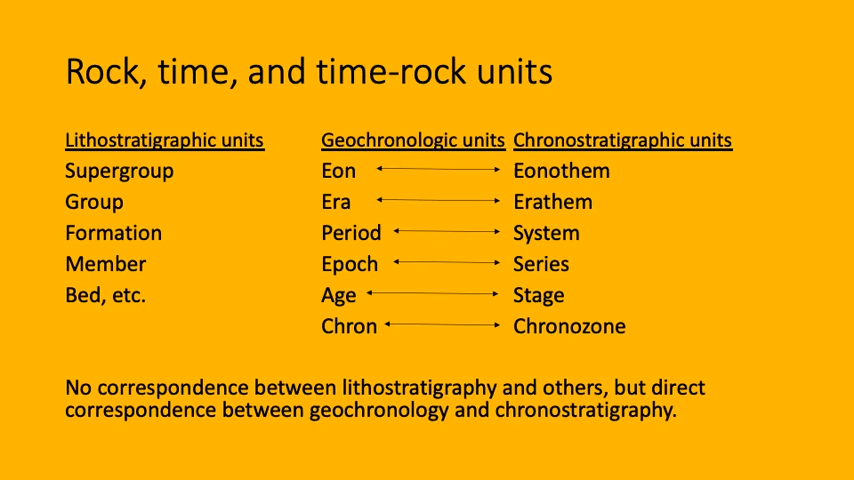 Rock, time, and time-rock units
Lithostratigraphic units Geochronologic units Chronostratigraphic units
Supergroup Eon Eonothem
Group Era Erathem
Formation Period System
Member Epoch Series
Bed, etc. Age Stage
Chron Chronozone
No correspondence between lithostratigraphy and others, but direct
correspondence between geochronology and chronostratigraphy.